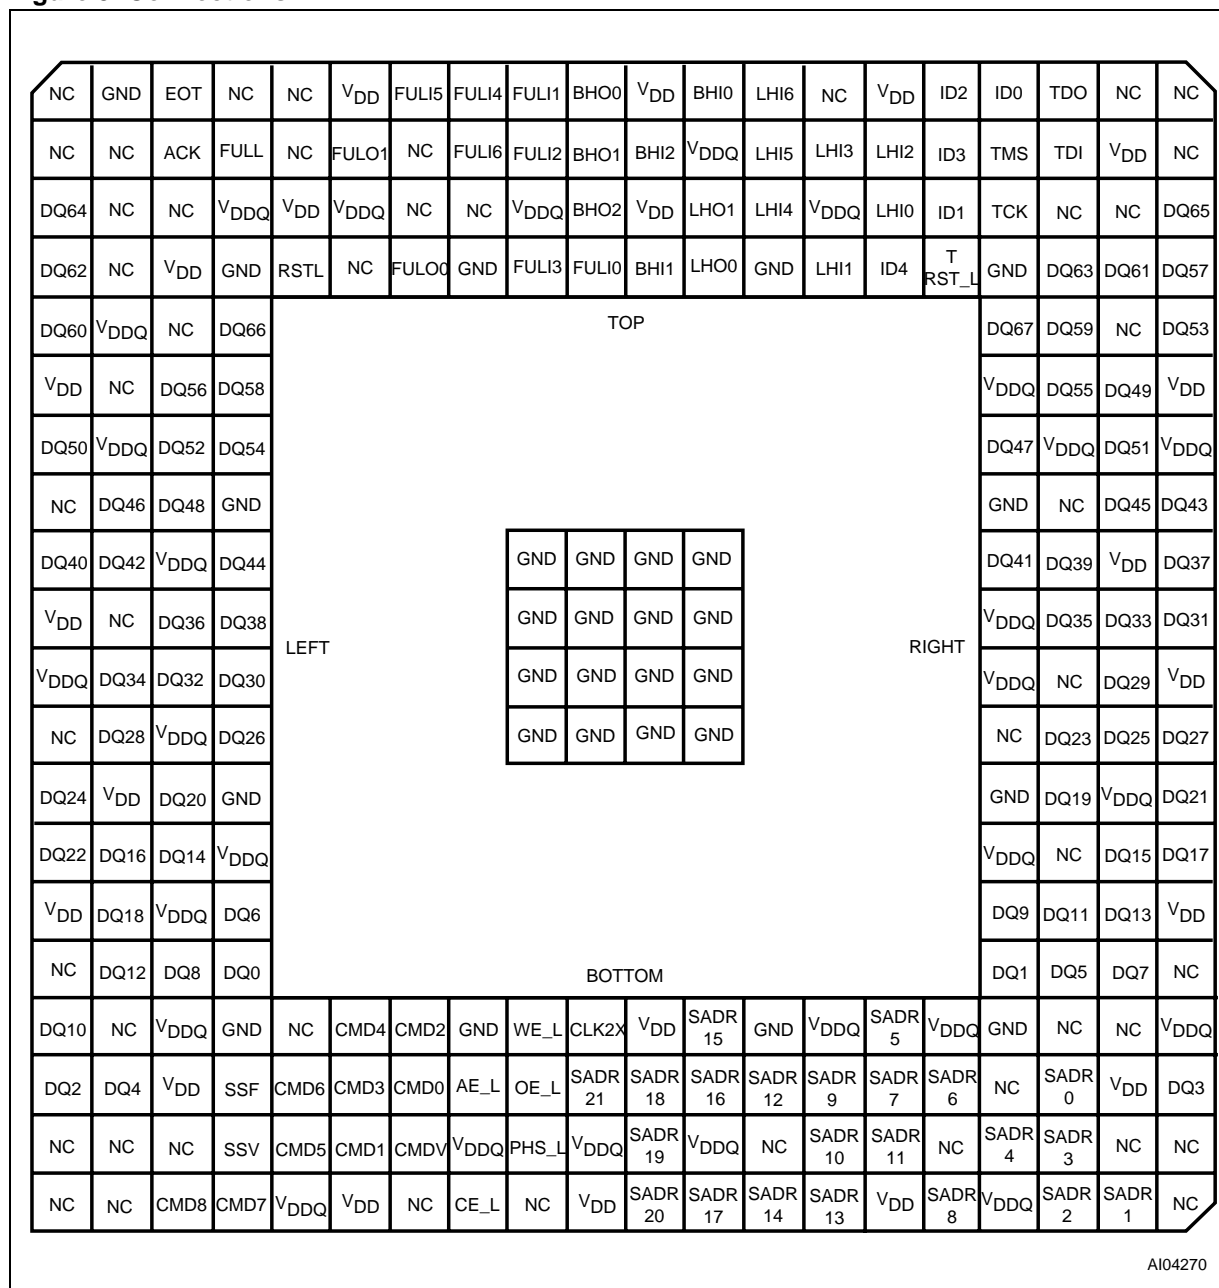 NC GND EOT NC NC VDD FULI5 FULI4 FULI1 BHO0 VDD BHI0 LHI6 NC VDD ID2 ID0 TDO NC NC
NC NC ACK FULL NC FULO1 NC FULI6 FULI2 BHO1 BHI2 VDDQ LHI5 LHI3 LHI2 ID3 TMS TDI VDD NC
DQ64 NC NC VDDQ VDD VDDQ NC NC VDDQ BHO2 VDD LHO1 LHI4 VDDQ LHI0 ID1 TCK NC NC DQ65
DQ62 NC VDD GND RSTL NC FULO0 GND FULI3 FULI0 BHI1 LHO0 GND LHI1 ID4 T RST_L GND DQ63 DQ61 DQ57
DQ60 VDDQ NC DQ66 TOP DQ67 DQ59 NC DQ53
VDD NC DQ56 DQ58 VDDQ DQ55 DQ49 VDD
DQ50 VDDQ DQ52 DQ54 DQ47 VDDQ DQ51 VDDQ
NC DQ46 DQ48 GND GND NC DQ45 DQ43
DQ40 DQ42 VDDQ DQ44 GND GND GND GND DQ41 DQ39 VDD DQ37
VDD NC DQ36 DQ38 GND GND GND GND VDDQ DQ35 DQ33 DQ31
LEFT RIGHT
VDDQ DQ34 DQ32 DQ30 GND GND GND GND VDDQ NC DQ29 VDD
NC DQ28 VDDQ DQ26 GND GND GND GND NC DQ23 DQ25 DQ27
DQ24 VDD DQ20 GND GND DQ19 VDDQ DQ21
DQ22 DQ16 DQ14 VDDQ VDDQ NC DQ15 DQ17
VDD DQ18 VDDQ DQ6 DQ9 DQ11 DQ13 VDD
NC DQ12 DQ8 DQ0 BOTTOM DQ1 DQ5 DQ7 NC
DQ10 NC VDDQ GND NC CMD4 CMD2 GND WE_L CLK2X VDD SADR 15 GND VDDQ SADR 5 VDDQ GND NC NC VDDQ
DQ2 DQ4 VDD SSF CMD6 CMD3 CMD0 AE_L OE_L SADR 21 SADR 18 SADR 16 SADR 12 SADR 9 SADR 7 SADR 6 NC SADR 0 VDD DQ3
NC NC NC SSV CMD5 CMD1 CMDV VDDQ PHS_L VDDQ SADR 19 VDDQ NC SADR 10 SADR 11 NC SADR 4 SADR 3 NC NC
NC NC CMD8 CMD7 VDDQ VDD NC CE_L NC VDD SADR 20 SADR 17 SADR 14 SADR 13 VDD SADR 8 VDDQ SADR 2 SADR 1 NC
AI04270